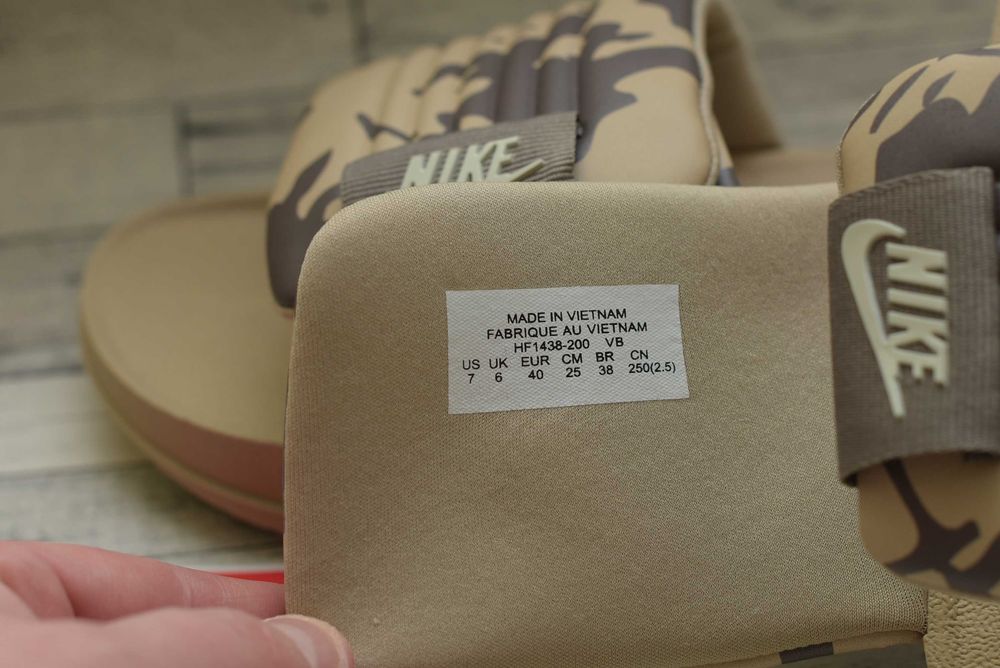 NIKE
MADE IN VIETNAM
FABRIQUE AU VIETNAM
HF1438-200 VB
US UK EUR CM BR CN
7 6 40 25 38 250(2.5)
NIKE